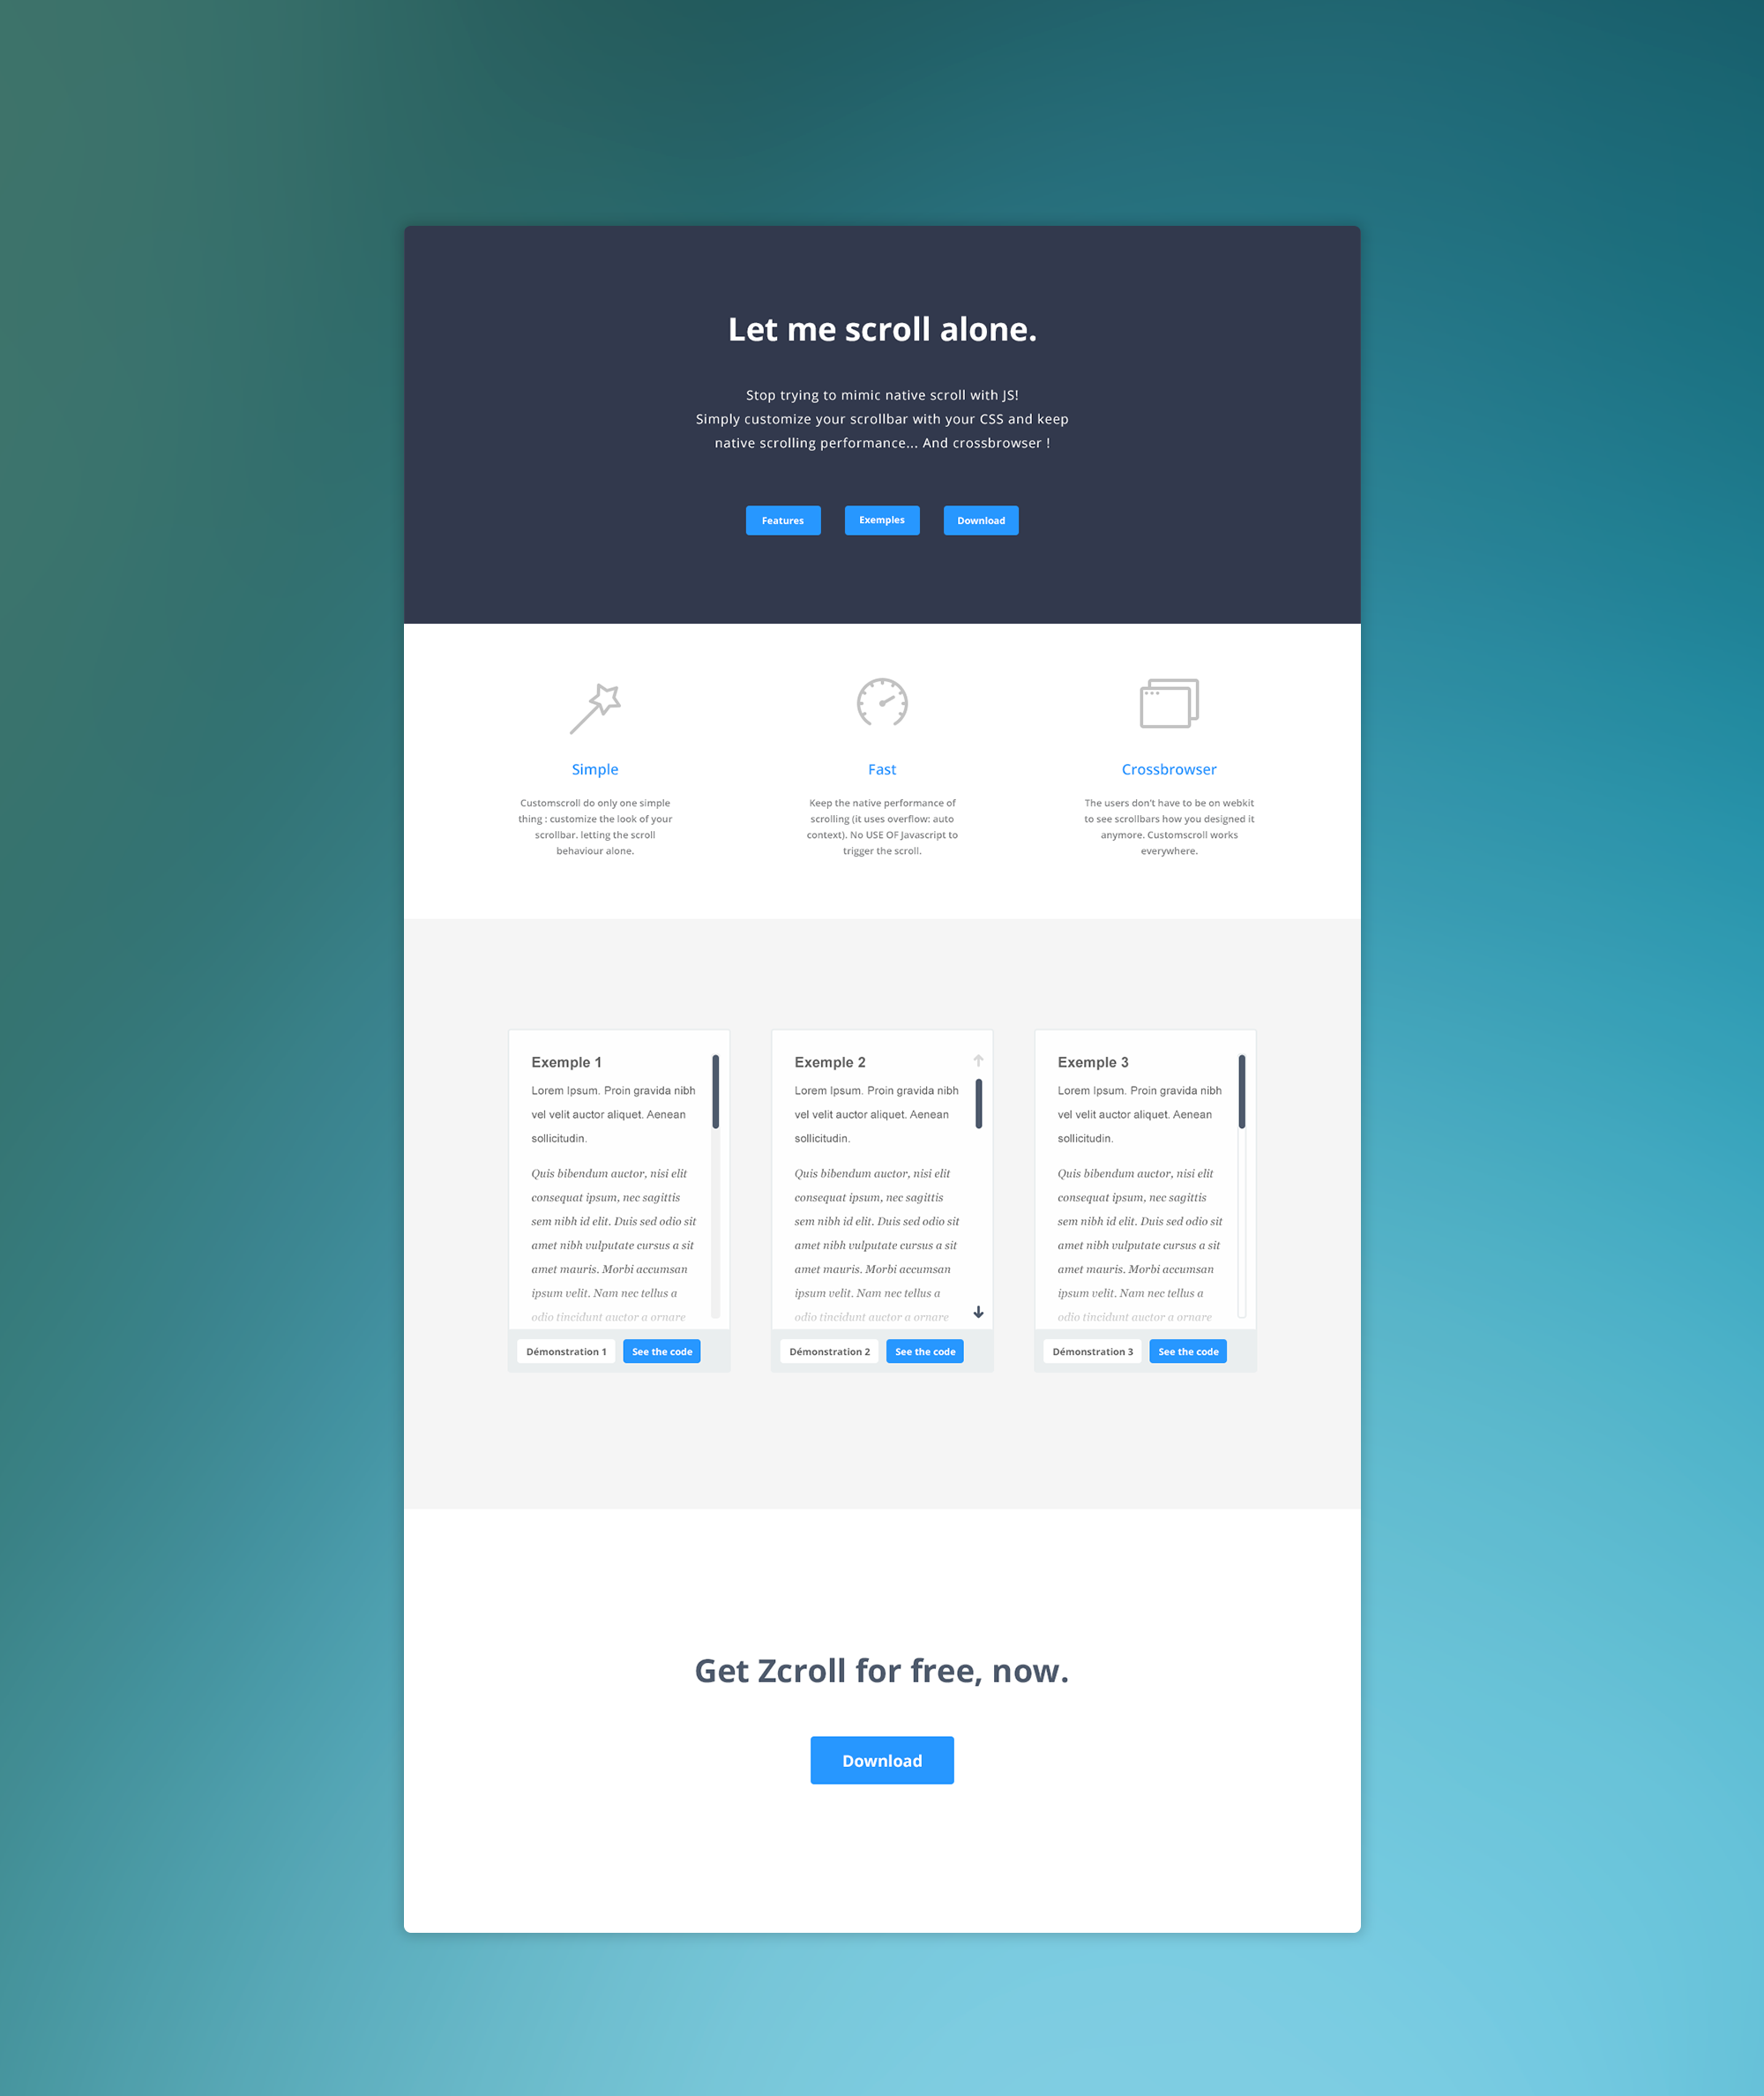 Let me scroll alone.
Stop trying to mimic native scroll with JS!
Simply customize your scrollbar with your CSS and keep
native scrolling performance... And crossbrowser !
Features
Exemples
Download
Simple
Customscroll do only one simple
thing : customize the look of your
scrollbar. letting the scroll
behaviour alone.
Fast
Keep the native performance of
scrolling (it uses overflow: auto
context). No USE OF Javascript to
trigger the scroll.
Crossbrowser
The users don't have to be on webkit
to see scrollbars how you designed it
anymore. Customscroll works
everywhere.
Exemple 1
Lorem Ipsum. Proin gravida nibh
vel velit auctor aliquet. Aenean
sollicitudin.
Quis bibendum auctor, nisi elit
consequat ipsum, nec sagittis
sem nibh id elit. Duis sed odio sit
amet nibh vulputate cursus a sit
amet mauris. Morbi accumsan
ipsum velit. Nam nec tellus a
odio tincidunt auctor a ornare
Démonstration 1
See the code
Exemple 2
Lorem Ipsum. Proin gravida nibh
vel velit auctor aliquet. Aenean
sollicitudin.
Quis bibendum auctor, nisi elit
consequat ipsum, nec sagittis
sem nibh id elit. Duis sed odio sit
amet nibh vulputate cursus a sit
amet mauris. Morbi accumsan
ipsum velit. Nam nec tellus a
odio tincidunt auctor a ornare
Démonstration 2
See the code
Exemple 3
Lorem Ipsum. Proin gravida nibh
vel velit auctor aliquet. Aenean
sollicitudin.
Quis bibendum auctor, nisi elit
consequat ipsum, nec sagittis
sem nibh id elit. Duis sed odio sit
amet nibh vulputate cursus a sit
amet mauris. Morbi accumsan
ipsum velit. Nam nec tellus a
odio tincidunt auctor a ornare
Démonstration 3
See the code
Get Zcroll for free, now.
Download